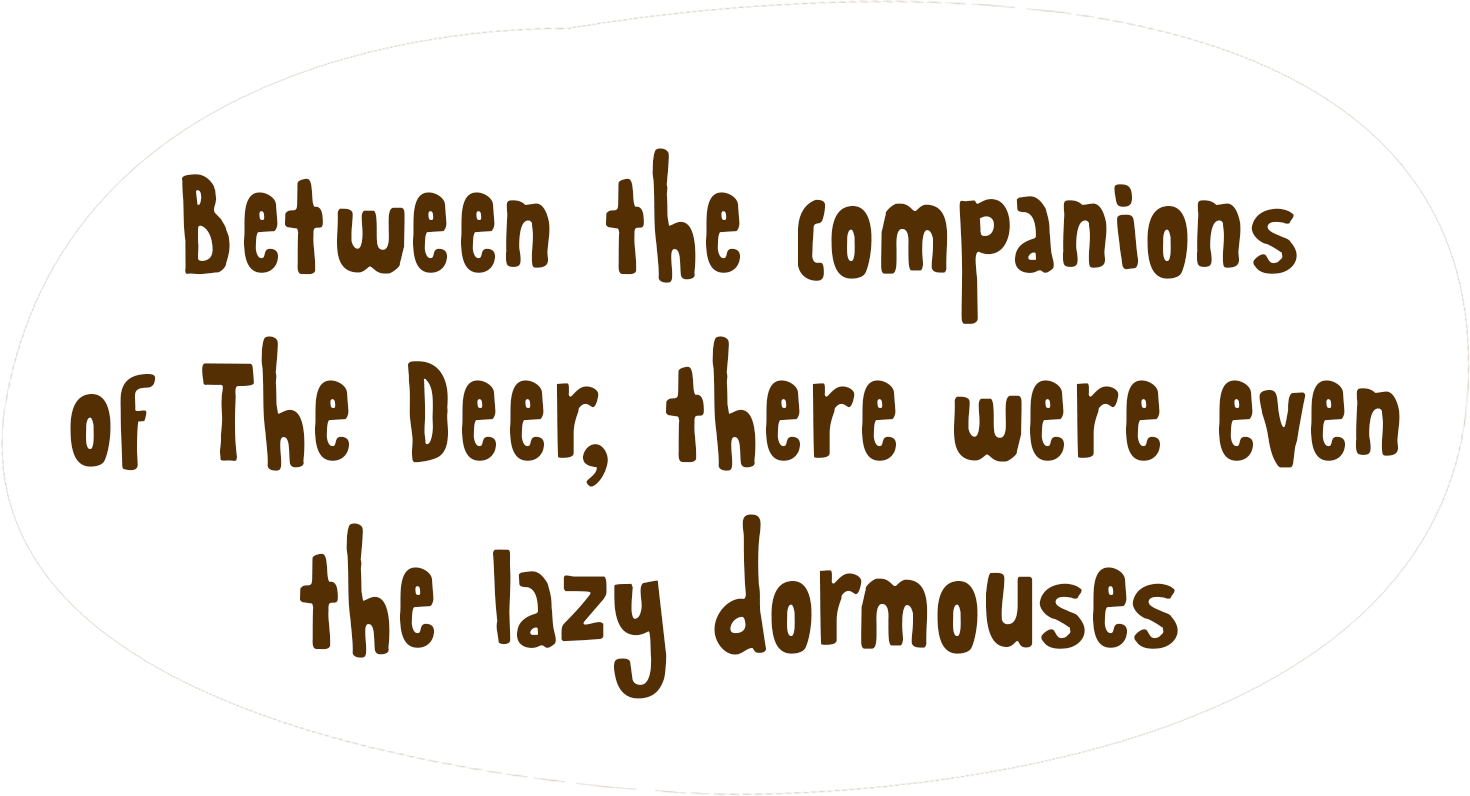 Between the companions
of The Deer, there were even
the lazy dormouses